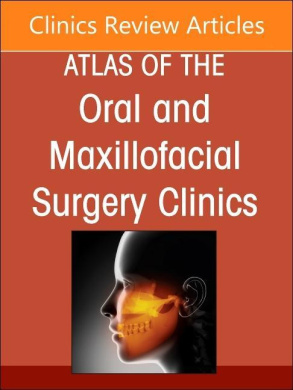 Clinics Review Articles
ATLAS OF THE
Oral and
Maxillofacial
Surgery Clinics